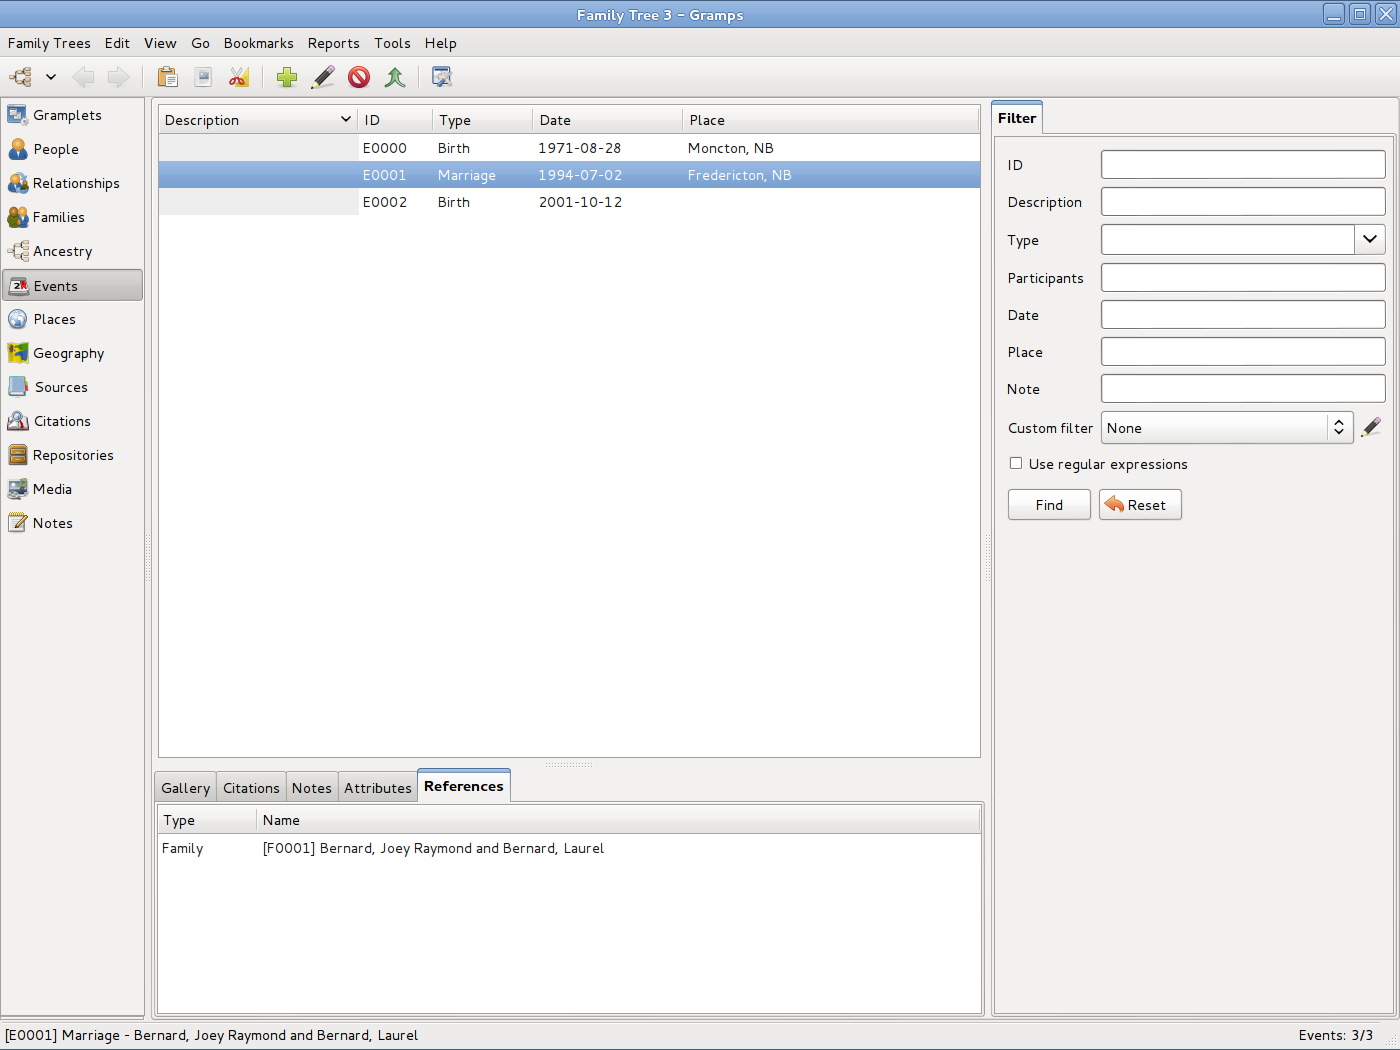 Family Tree 3 - Gramps
Family Trees Edit View Go Bookmarks Reports Tools Help
Gramplets
People
Relationships
Families
Ancestry
Events
Places
Geography
Sources
Citations
Repositories
Media
Notes
Description ID Type Date Place
E0000 Birth 1971-08-28 Moncton, NB
E0001 Marriage 1994-07-02 Fredericton, NB
E0002 Birth 2001-10-12
Gallery Citations Notes Attributes References
Type Name
Family [F0001] Bernard, Joey Raymond and Bernard, Laurel
Filter
ID
Description
Type
Participants
Date
Place
Note
Custom filter None
Use regular expressions
Find Reset
[E0001] Marriage - Bernard, Joey Raymond and Bernard, Laurel Events: 3/3